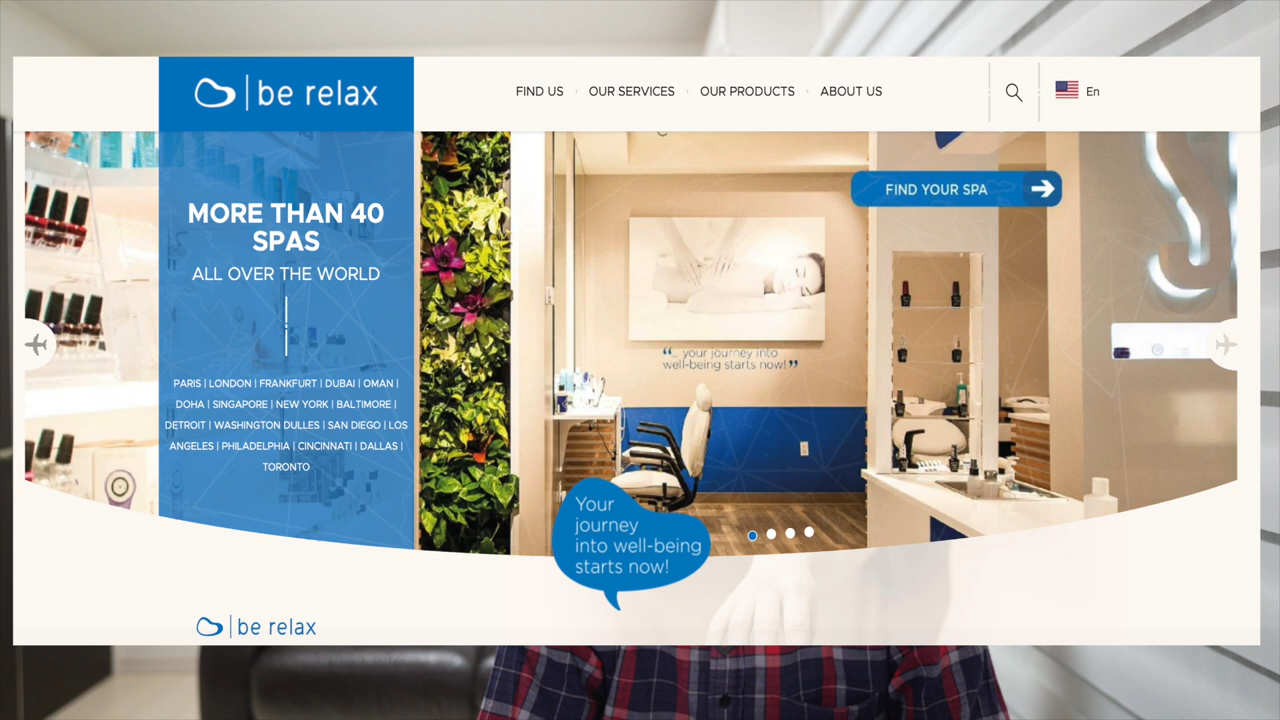 be relax
FIND US
OUR SERVICES
OUR PRODUCTS
ABOUT US
En
FIND YOUR SPA
MORE THAN 40
SPAS
ALL OVER THE WORLD
PARIS | LONDON | FRANKFURT | DUBAI | OMAN |
DOHA | SINGAPORE | NEW YORK | BALTIMORE |
DETROIT | WASHINGTON DULLES | SAN DIEGO | LOS
ANGELES | PHILADELPHIA | CINCINNATI | DALLAS |
TORONTO
“... your journey into
well-being starts now!”
Your
journey
into well-being
starts now!
be relax